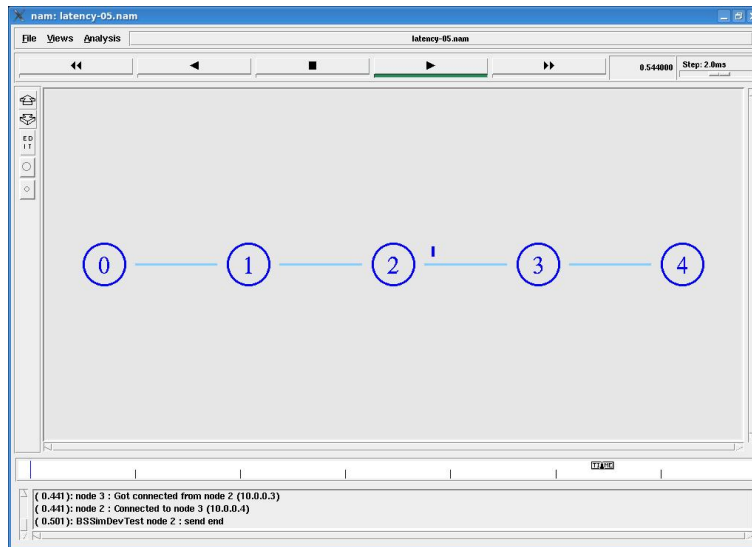 nam: latency-05.nam
File Views Analysis latency-05.nam
0.544000 Step: 2.0ms
ED
IT
0 1 2 3 4
TIME
( 0.441): node 3 : Got connected from node 2 (10.0.0.3)
( 0.441): node 2 : Connected to node 3 (10.0.0.4)
( 0.501): BSSimDevTest node 2 : send end